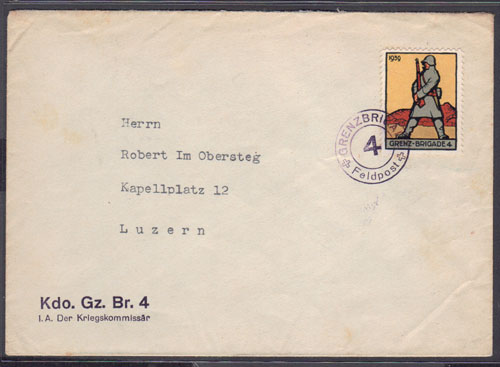 1939
GRENZ-BRIGADE 4
GRENZBRIGA
4
Feldpost
Herrn
Robert Im Obersteg
Kapellplatz 12
Luzern
Kdo. Gz. Br. 4
I. A. Der Kriegskommissär